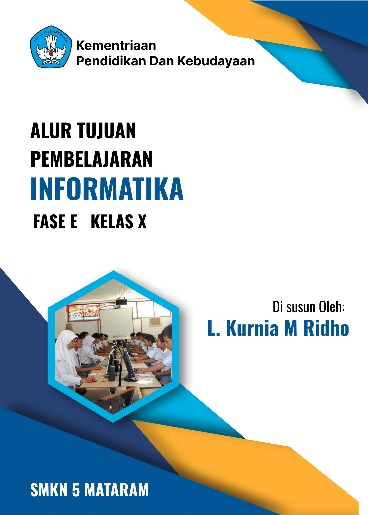 Kementriaan
Pendidikan Dan Kebudayaan
ALUR TUJUAN
PEMBELAJARAN
INFORMATIKA
FASE E KELAS X
Di susun Oleh:
L. Kurnia M Ridho
SMKN 5 MATARAM